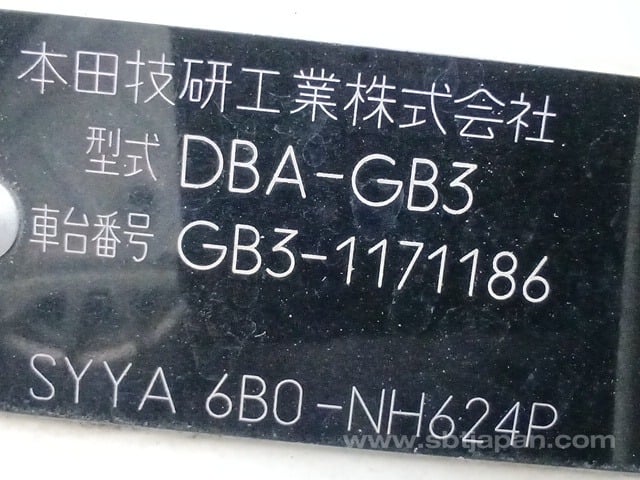 本田技研工業株式会社
型式 DBA-GB3
車台番号 GB3-1171186
SYYA 6B0-NH624P
www.sbtjapan.com